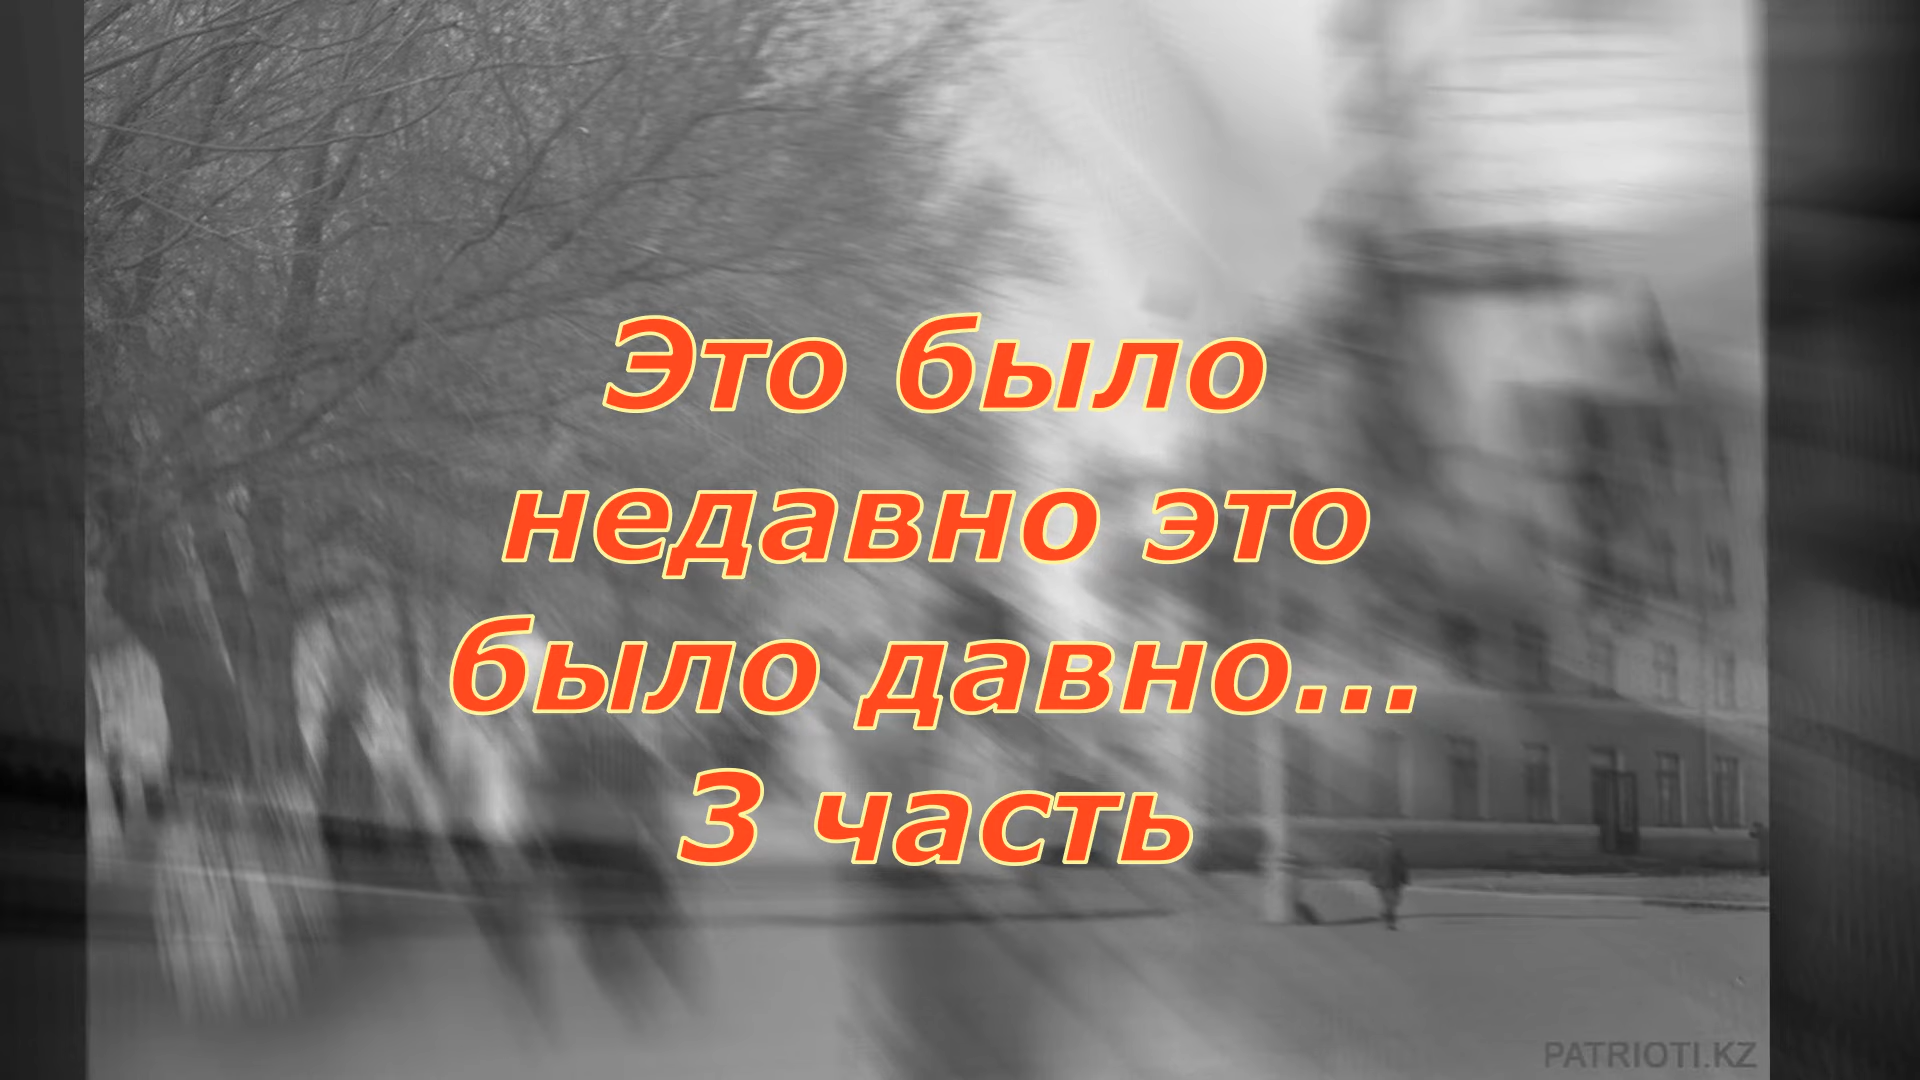 Это было
недавно это
было давно...
3 часть
PATRIOTI.KZ